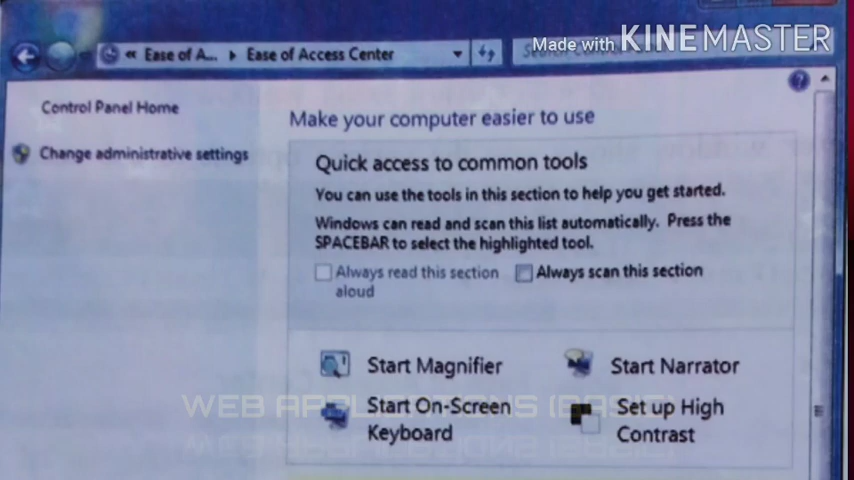 Made with KINEMASTER
« Ease of A... ▸ Ease of Access Center
Control Panel Home
Change administrative settings
Make your computer easier to use
Quick access to common tools
You can use the tools in this section to help you get started.
Windows can read and scan this list automatically. Press the
SPACEBAR to select the highlighted tool.
Always read this section
aloud
Always scan this section
Start Magnifier
Start Narrator
Start On-Screen
Keyboard
Set up High
Contrast
WEB APPLICATIONS (BASIC)